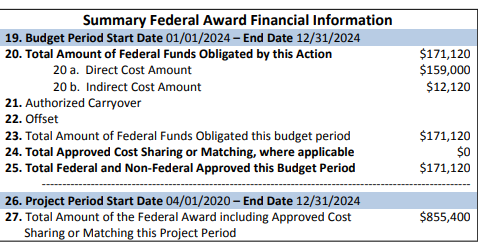 Summary Federal Award Financial Information
19. Budget Period Start Date 01/01/2024 – End Date 12/31/2024
20. Total Amount of Federal Funds Obligated by this Action $171,120
20 a. Direct Cost Amount $159,000
20 b. Indirect Cost Amount $12,120
21. Authorized Carryover
22. Offset
23. Total Amount of Federal Funds Obligated this budget period $171,120
24. Total Approved Cost Sharing or Matching, where applicable $0
25. Total Federal and Non-Federal Approved this Budget Period $171,120
26. Project Period Start Date 04/01/2020 – End Date 12/31/2024
27. Total Amount of the Federal Award including Approved Cost $855,400
Sharing or Matching this Project Period